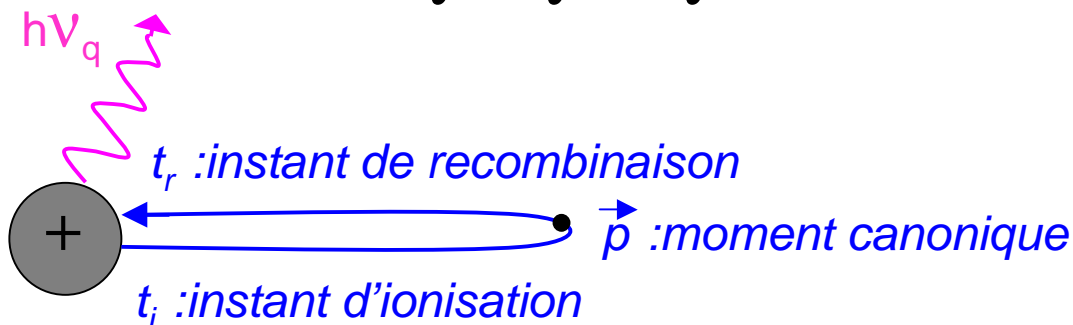 hν_q
t_r :instant de recombinaison
+
p⃗ :moment canonique
t_i :instant d'ionisation